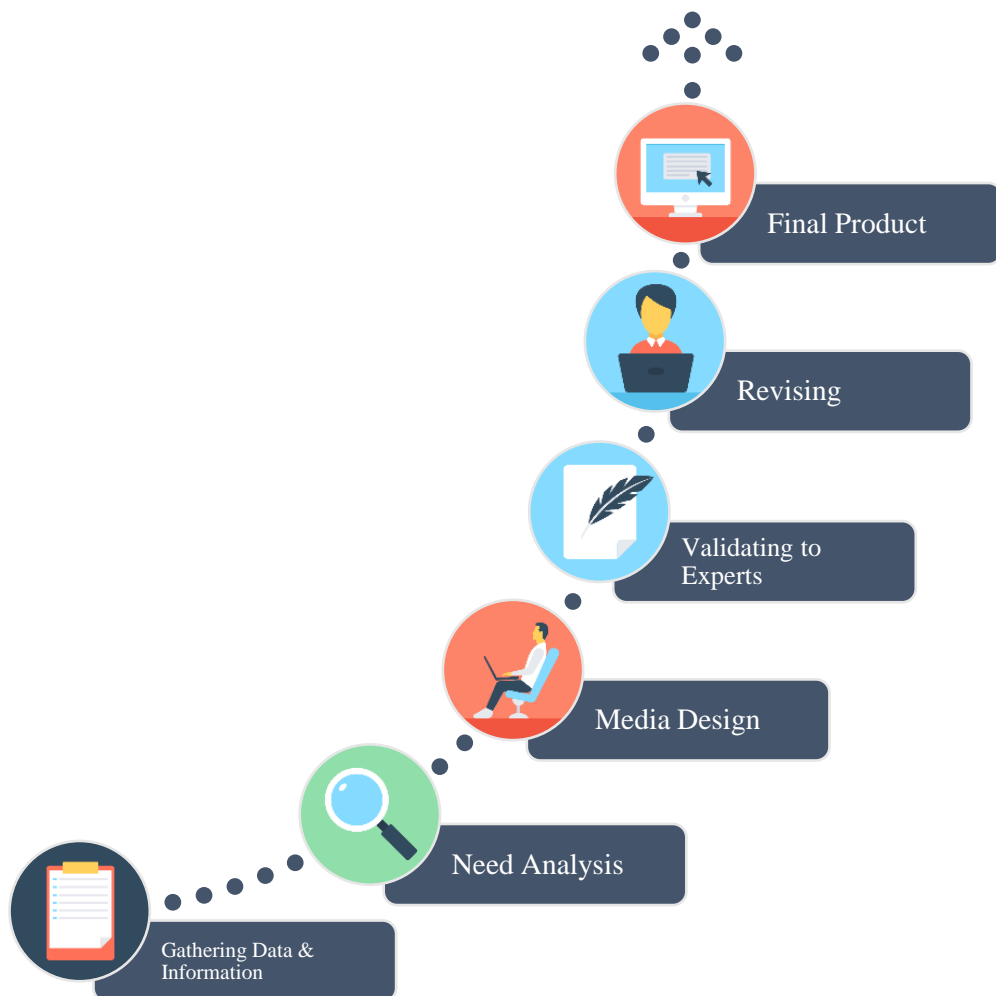 Final Product
Revising
Validating to
Experts
Media Design
Need Analysis
Gathering Data &
Information